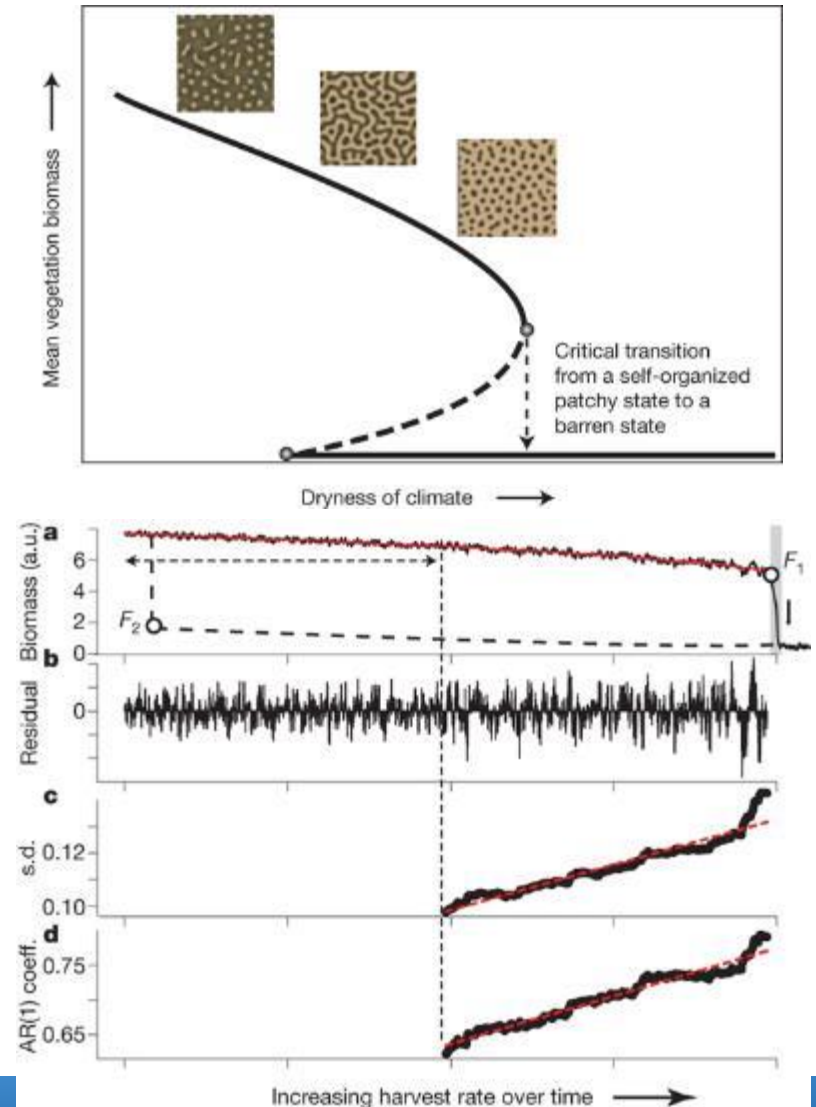 Mean vegetation biomass
Critical transition
from a self-organized
patchy state to a
barren state
Dryness of climate
a
Biomass (a.u.)
6
4
2
0
F1
F2
b
Residual
0
c
s.d.
0.12
0.10
d
AR(1) coeff.
0.75
0.65
Increasing harvest rate over time